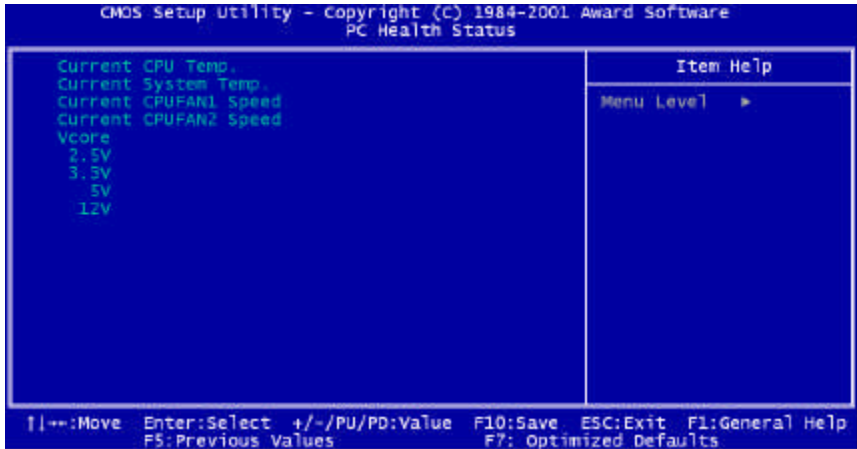 CMOS Setup Utility - Copyright (C) 1984-2001 Award Software
PC Health Status
Current CPU Temp.
Current System Temp.
Current CPUFAN1 Speed
Current CPUFAN2 Speed
Vcore
2.5V
3.3V
5V
12V
Item Help
Menu Level ►
↑↓→←:Move Enter:Select +/-/PU/PD:Value F10:Save ESC:Exit F1:General Help
F5:Previous Values F7: Optimized Defaults